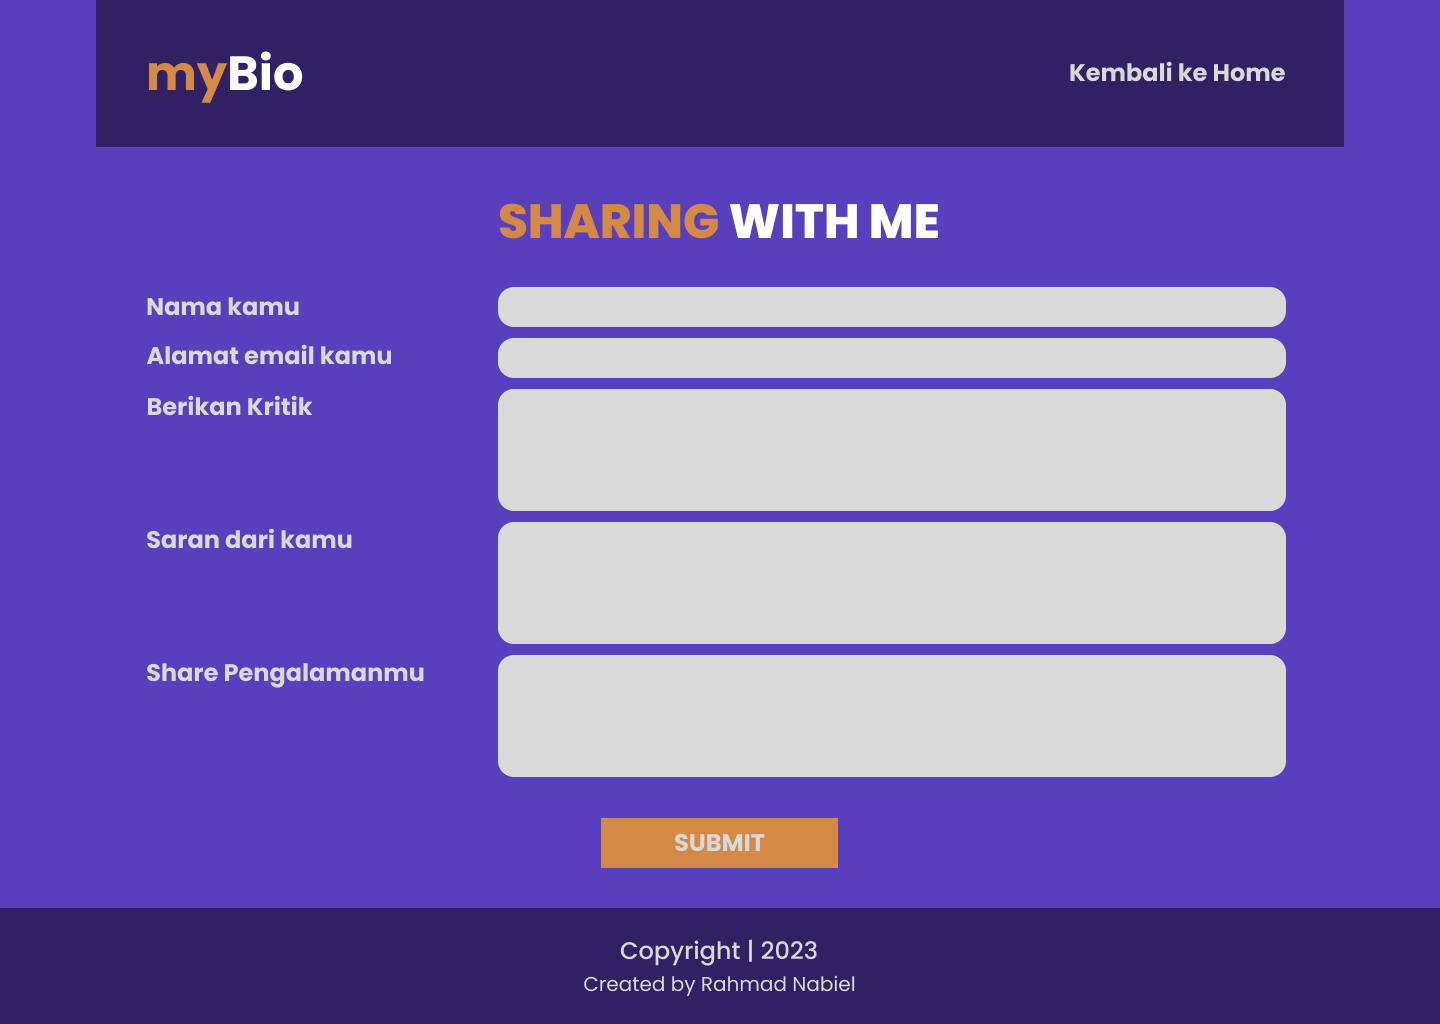 myBio
Kembali ke Home
SHARING WITH ME
Nama kamu
Alamat email kamu
Berikan Kritik
Saran dari kamu
Share Pengalamanmu
SUBMIT
Copyright | 2023
Created by Rahmad Nabiel